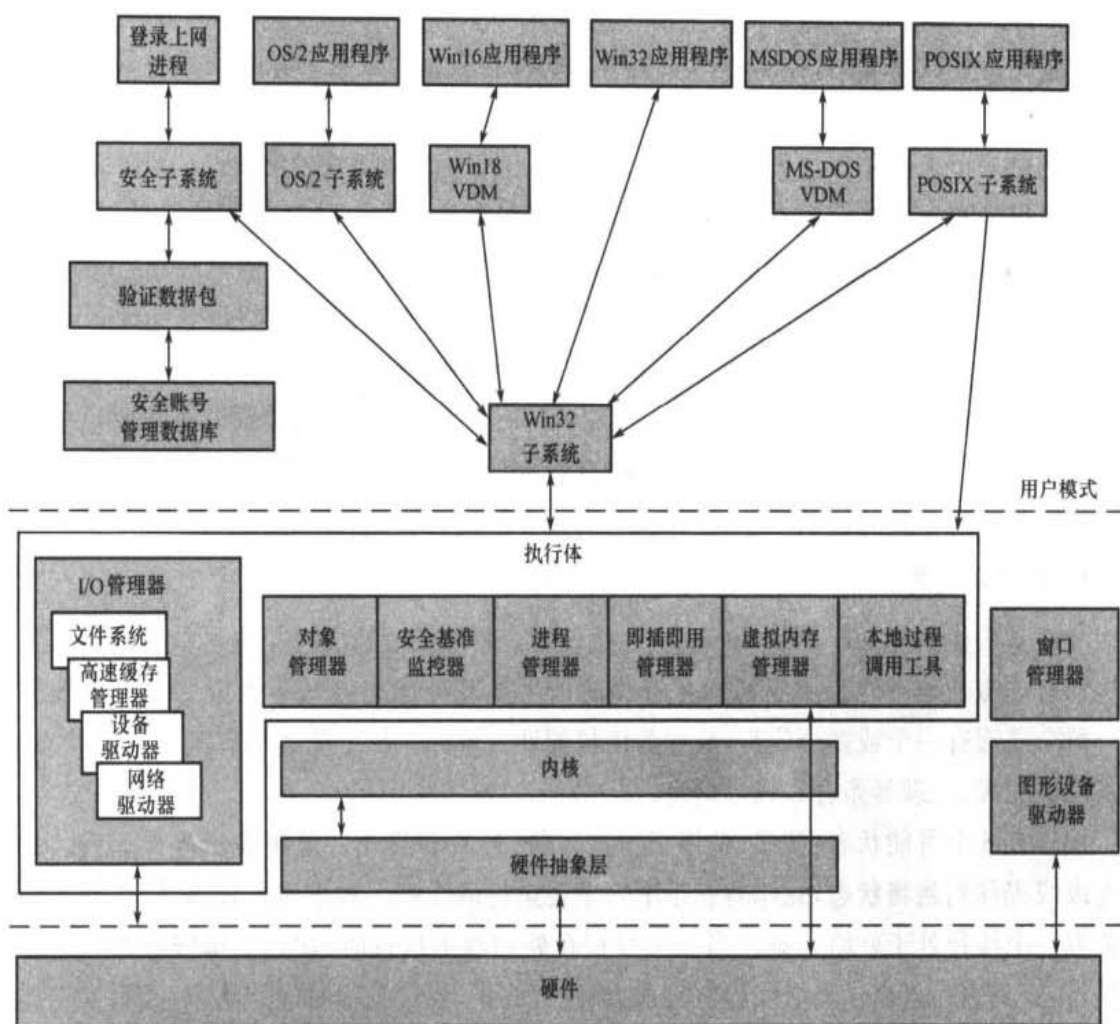 登录上网
进程
OS/2应用程序
Win16应用程序
Win32应用程序
MSDOS应用程序
POSIX应用程序
安全子系统
OS/2子系统
Win18
VDM
MS-DOS
VDM
POSIX子系统
验证数据包
安全账号
管理数据库
Win32
子系统
用户模式
执行体
I/O管理器
文件系统
高速缓存
管理器
设备
驱动器
网络
驱动器
对象
管理器
安全基准
监控器
进程
管理器
即插即用
管理器
虚拟内存
管理器
本地过程
调用工具
窗口
管理器
内核
图形设备
驱动器
硬件抽象层
硬件